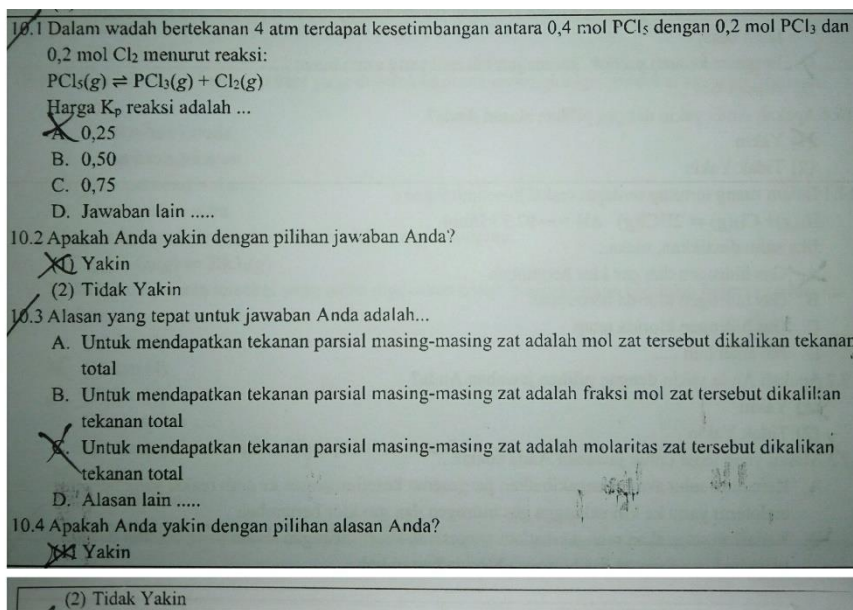 10.1 Dalam wadah bertekanan 4 atm terdapat kesetimbangan antara 0,4 mol PCl₅ dengan 0,2 mol PCl₃ dan
0,2 mol Cl₂ menurut reaksi:
PCl₅(g) ⇌ PCl₃(g) + Cl₂(g)
Harga Kₚ reaksi adalah ...
A. 0,25
B. 0,50
C. 0,75
D. Jawaban lain .....
10.2 Apakah Anda yakin dengan pilihan jawaban Anda?
(1) Yakin
(2) Tidak Yakin
10.3 Alasan yang tepat untuk jawaban Anda adalah...
A. Untuk mendapatkan tekanan parsial masing-masing zat adalah mol zat tersebut dikalikan tekanan
total
B. Untuk mendapatkan tekanan parsial masing-masing zat adalah fraksi mol zat tersebut dikalikan
tekanan total
C. Untuk mendapatkan tekanan parsial masing-masing zat adalah molaritas zat tersebut dikalikan
tekanan total
D. Alasan lain .....
10.4 Apakah Anda yakin dengan pilihan alasan Anda?
(1) Yakin
(2) Tidak Yakin